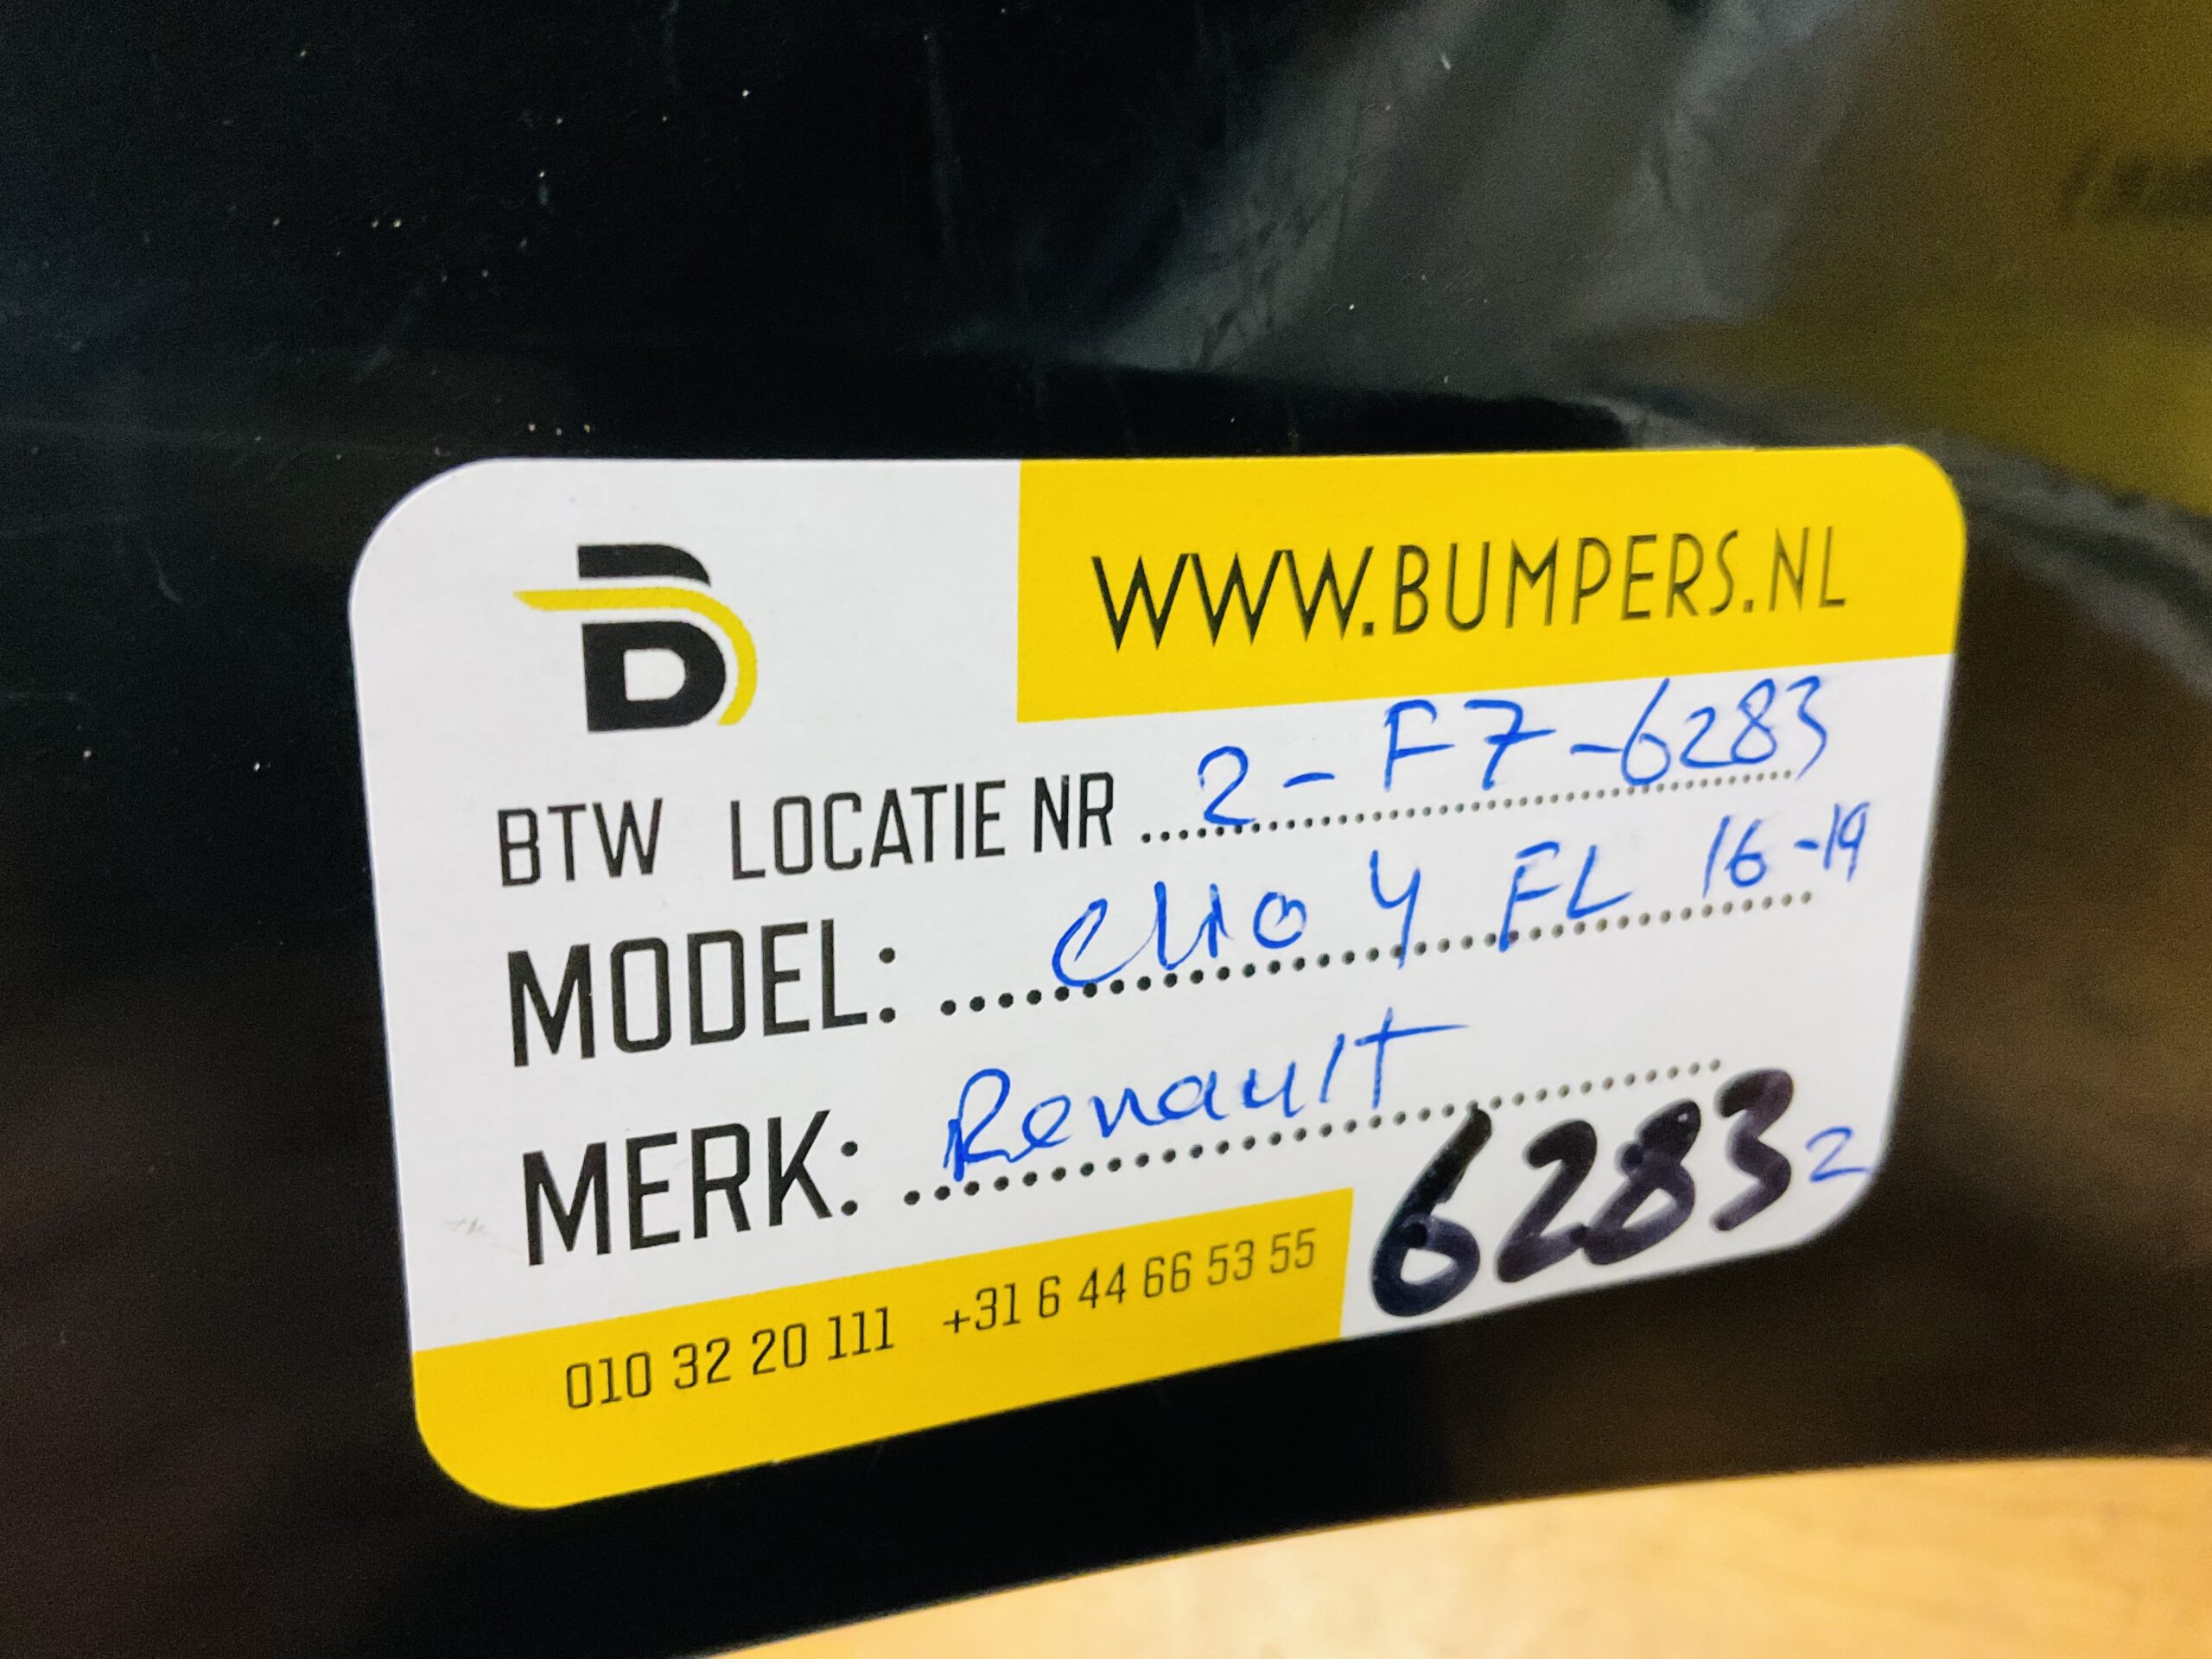 WWW.BUMPERS.NL
BTW LOCATIE NR 2-F7-6283
MODEL: Clio 4 FL 16-19
MERK: Renault
6283 2
010 32 20 111 +31 6 44 66 53 55